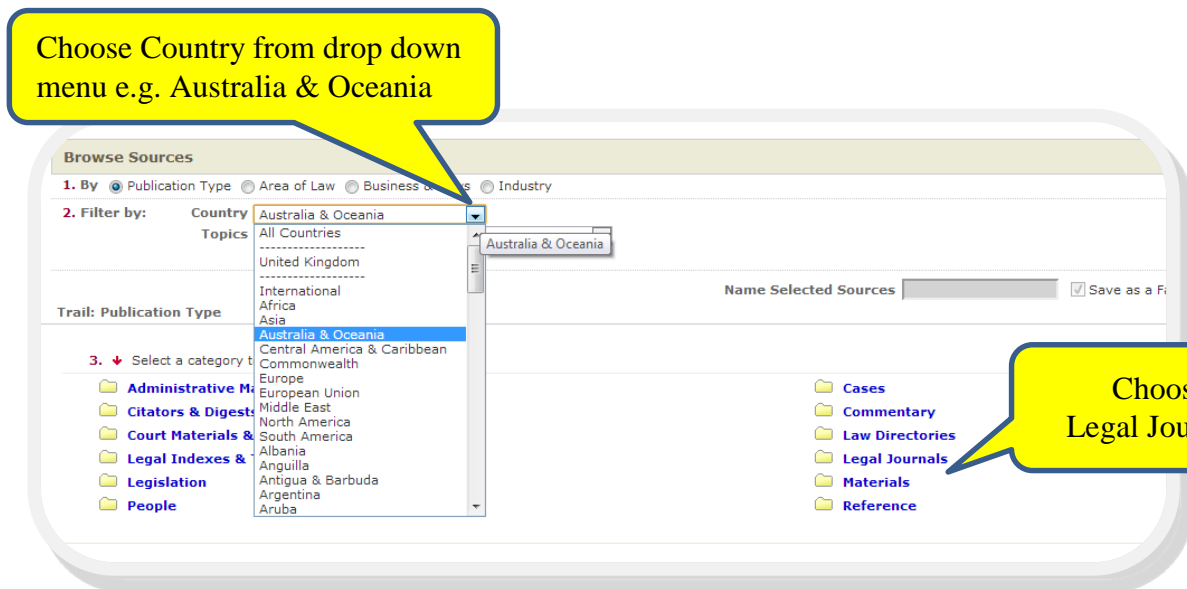 Choose Country from drop down
menu e.g. Australia & Oceania
Browse Sources
1. By Publication Type Area of Law Business & Industry
2. Filter by: Country Australia & Oceania
Topics
All Countries
-------------------
United Kingdom
-------------------
International
Africa
Asia
Australia & Oceania
Central America & Caribbean
Commonwealth
Europe
European Union
Middle East
North America
South America
Albania
Anguilla
Antigua & Barbuda
Argentina
Aruba
Australia & Oceania
Name Selected Sources Save as a
Trail: Publication Type
3. Select a category
Administrative
Citators & Digests
Court Materials &
Legal Indexes &
Legislation
People
Cases
Commentary
Law Directories
Legal Journals
Materials
Reference
Legal